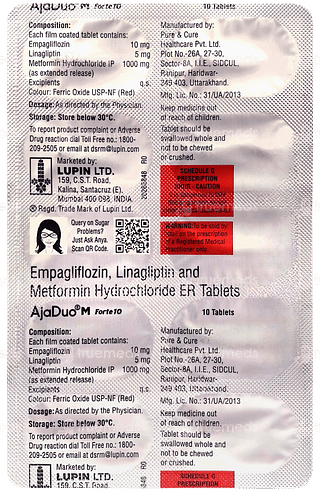 AjaDuo M Forte 10 10 Tablets
Composition:
Each film coated tablet contains:
Empagliflozin 10 mg
Linagliptin 5 mg
Metformin Hydrochloride IP 1000 mg
(as extended release)
Excipients q.s.
Colour: Ferric Oxide USP-NF (Red)
Dosage: As directed by the Physician.
Storage: Store below 30°C.
To report product complaint or Adverse
Drug reaction dial Toll Free no.: 1800-
209-2505 or email at dsrm@lupin.com
Marketed by:
LUPIN LTD.
159, C.S.T. Road,
Kalina, Santacruz (E),
Mumbai 400 098, INDIA.
® Regd. Trade Mark of Lupin Ltd.
Manufactured by:
Pure & Cure
Healthcare Pvt. Ltd.
Plot No.-26A, 27-30,
Sector-8A, I.I.E., SIDCUL,
Ranipur, Haridwar-
249 403, Uttarakhand.
Mfg. Lic. No.: 31/UA/2013
Keep medicine out
of reach of children.
Tablet should be
swallowed whole and
not to be chewed
or crushed.
SCHEDULE G
PRESCRIPTION
DRUG - CAUTION
WARNING: To be sold by
retail on the prescription
of a Registered Medical
Practitioner only.
Query on Sugar
Problems?
Just Ask Anya.
Scan QR Code.
Empagliflozin, Linagliptin and
Metformin Hydrochloride ER Tablets
AjaDuo® M Forte 10 10 Tablets
Composition:
Each film coated tablet contains:
Empagliflozin 10 mg
Linagliptin 5 mg
Metformin Hydrochloride IP 1000 mg
(as extended release)
Excipients q.s.
Colour: Ferric Oxide USP-NF (Red)
Dosage: As directed by the Physician.
Storage: Store below 30°C.
To report product complaint or Adverse
Drug reaction dial Toll Free no.: 1800-
209-2505 or email at dsrm@lupin.com
Marketed by:
LUPIN LTD.
159, C.S.T. Road,
Manufactured by:
Pure & Cure
Healthcare Pvt. Ltd.
Plot No.-26A, 27-30,
Sector-8A, I.I.E., SIDCUL,
Ranipur, Haridwar-
249 403, Uttarakhand.
Mfg. Lic. No.: 31/UA/2013
Keep medicine out
of reach of children.
Tablet should be
swallowed whole and
not to be chewed
or crushed.
SCHEDULE G
PRESCRIPTION